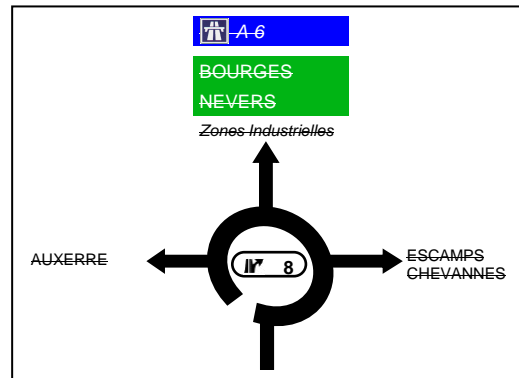 A 6
BOURGES
NEVERS
Zones Industrielles
AUXERRE
ESCAMPS
CHEVANNES
8